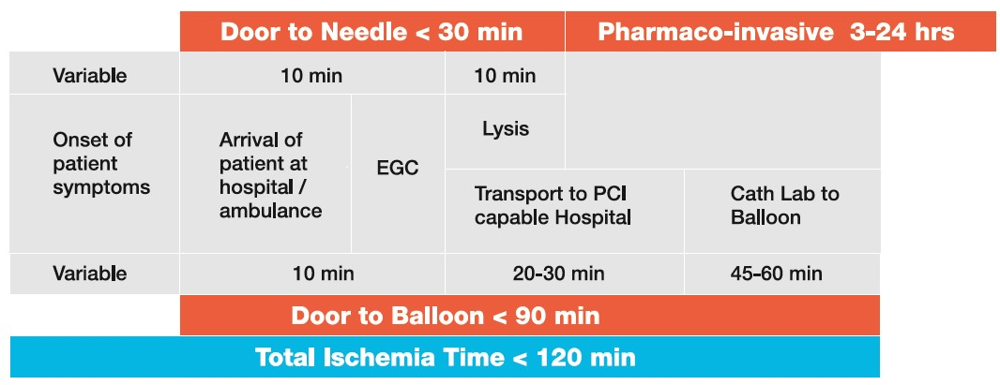 Door to Needle < 30 min
Pharmaco-invasive 3-24 hrs
Variable
10 min
10 min
Onset of
patient
symptoms
Arrival of
patient at
hospital /
ambulance
EGC
Lysis
Transport to PCI
capable Hospital
Cath Lab to
Balloon
Variable
10 min
20-30 min
45-60 min
Door to Balloon < 90 min
Total Ischemia Time < 120 min